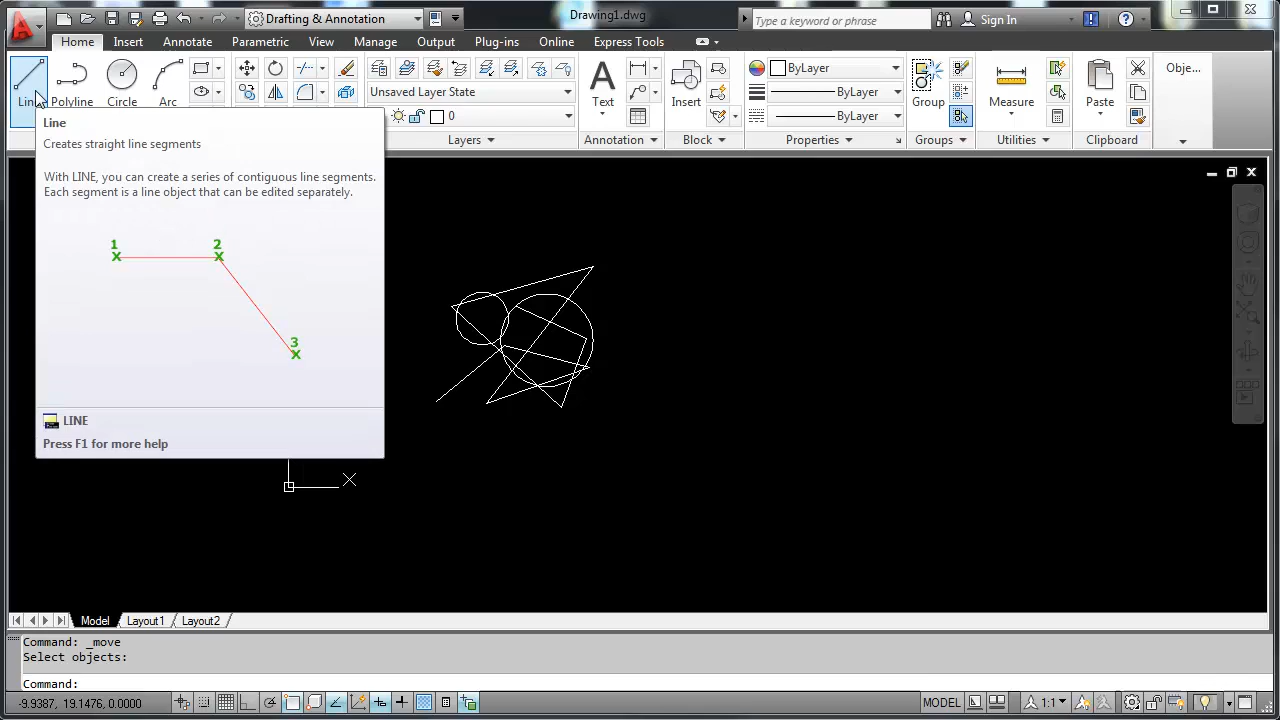 Drafting & Annotation
Drawing1.dwg
Type a keyword or phrase
Sign In
Home Insert Annotate Parametric View Manage Output Plug-ins Online Express Tools
Line Polyline Circle Arc
Unsaved Layer State
0
Layers
Text
Annotation
Insert
Block
ByLayer
ByLayer
ByLayer
Properties
Group
Groups
Measure
Utilities
Paste
Clipboard
Obje...
Line
Creates straight line segments
With LINE, you can create a series of contiguous line segments.
Each segment is a line object that can be edited separately.
1 2
3
LINE
Press F1 for more help
X
Model Layout1 Layout2
Command: _move
Select objects:
Command:
-9.9387, 19.1476, 0.0000
MODEL
1:1